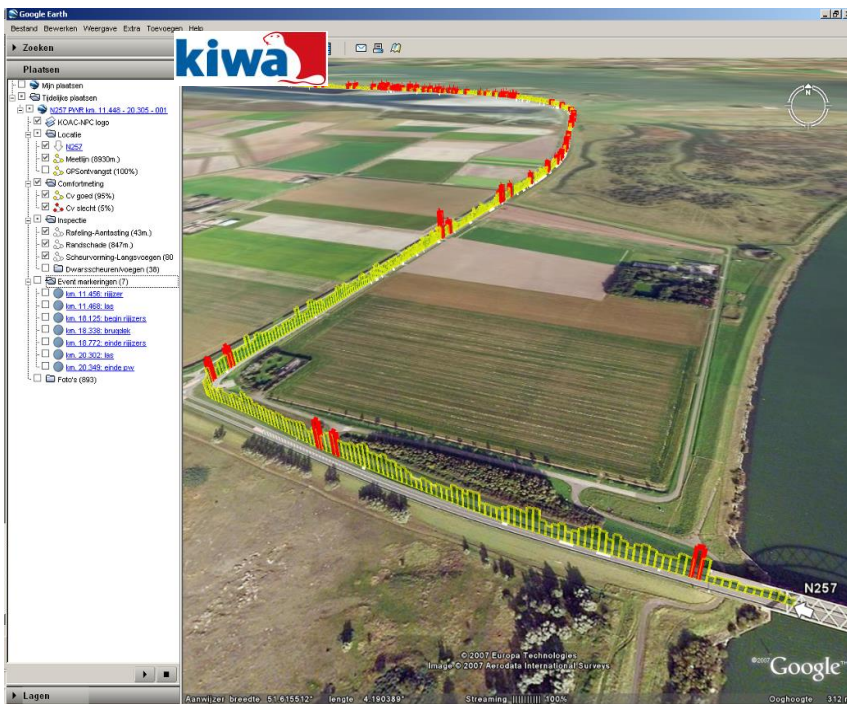 Google Earth
Bestand Bewerken Weergave Extra Toevoegen Help
Zoeken
kiwa
Plaatsen
Mijn plaatsen
Tijdelijke plaatsen
N257 PWR km. 11.448 - 20.305 - 001
KOAC-NPC logo
Locatie
N257
Meetlijn (8930m.)
GPSontvangst (100%)
Comfortmeting
Cv goed (95%)
Cv slecht (5%)
Inspectie
Rafeling-Aantasting (43m.)
Randschade (847m.)
Scheurvorming-Langsvoegen (80
Dwarsscheuren/voegen (38)
Event markeringen (7)
km. 11.456: rijijzer
km. 11.468: las
km. 18.125: begin rijijzers
km. 18.338: brugdek
km. 18.772: einde rijijzers
km. 20.302: las
km. 20.349: einde pw
Foto's (893)
N
N257
© 2007 Europa Technologies
Image © 2007 Aerodata International Surveys
©2007 Google™
Aanwijzer breedte 51.615512° lengte 4.190389° Streaming |||||||||| 100% Ooghoogte 312 m
Lagen